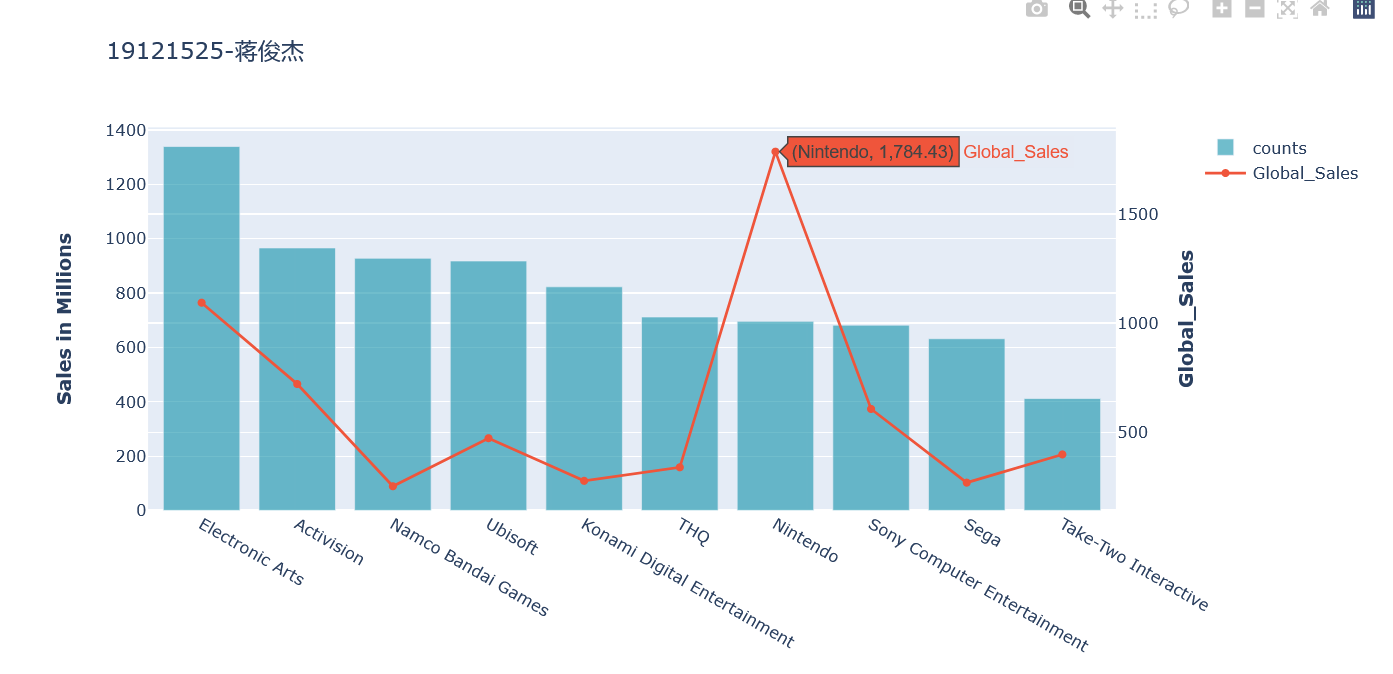 19121525-蒋俊杰
1400
1200
1000
800
600
400
200
0
Sales in Millions
(Nintendo, 1,784.43) Global_Sales
1500
1000
500
Global_Sales
counts
Global_Sales
Electronic Arts
Activision
Namco Bandai Games
Ubisoft
Konami Digital Entertainment
THQ
Nintendo
Sony Computer Entertainment
Sega
Take-Two Interactive